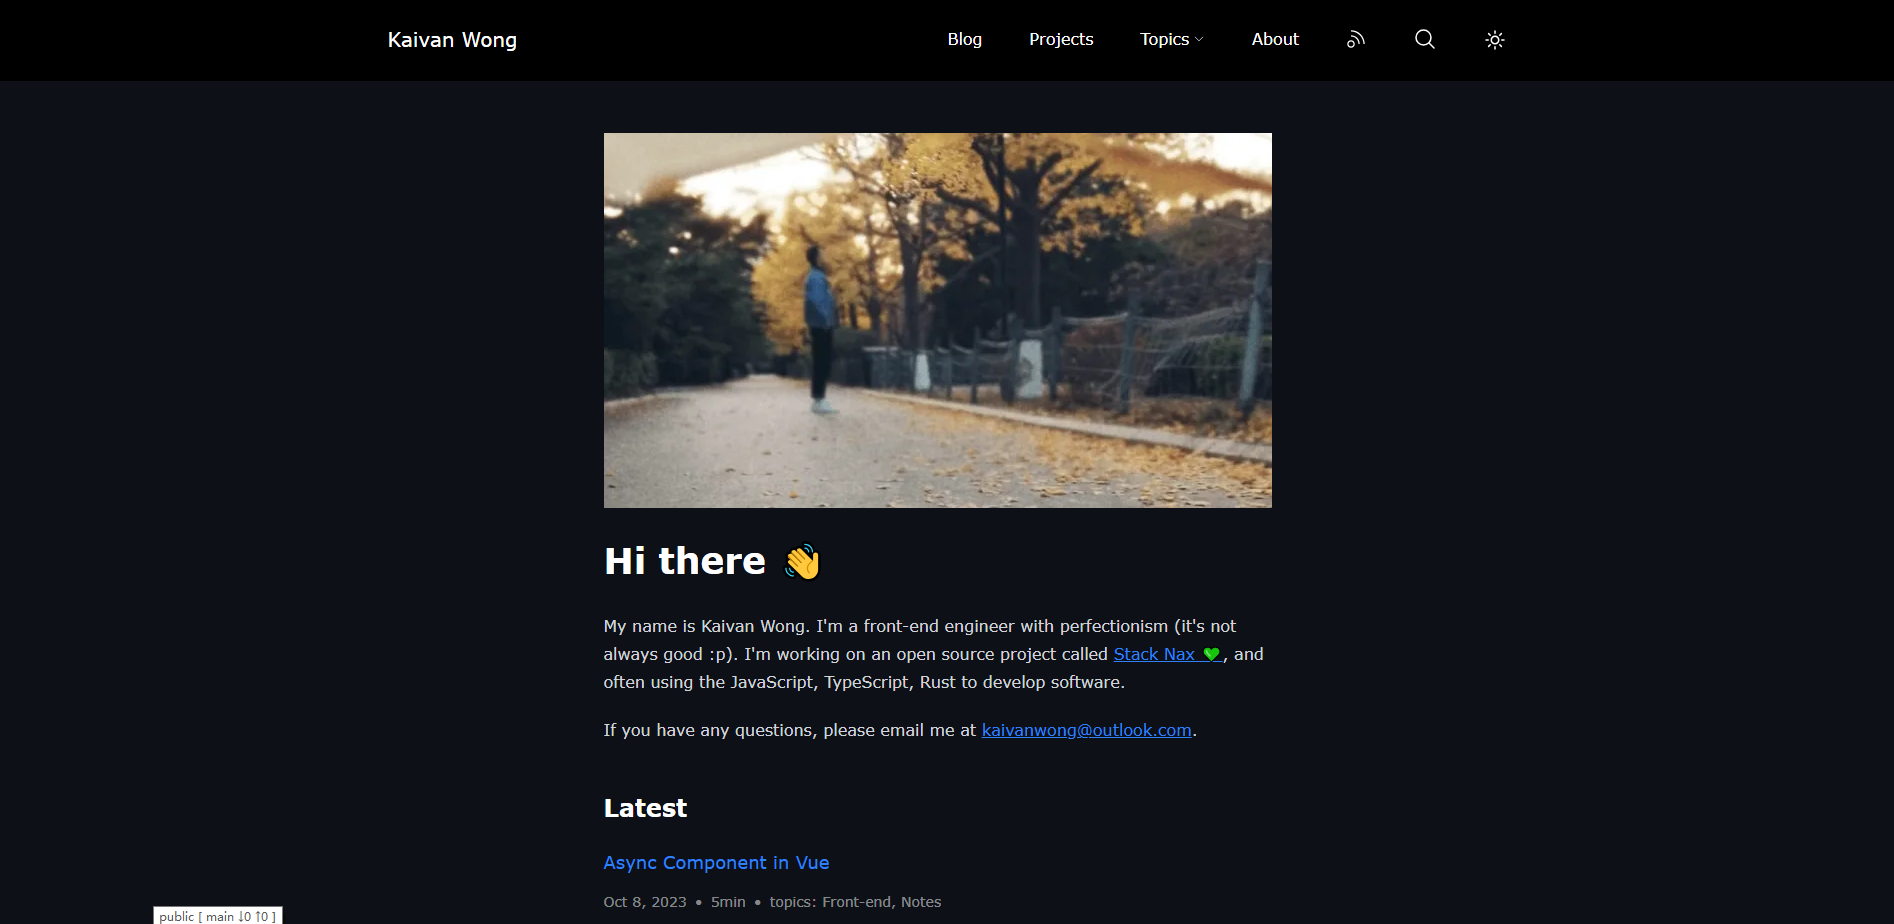 Kaivan Wong
Blog Projects Topics About
Hi there 👋
My name is Kaivan Wong. I'm a front-end engineer with perfectionism (it's not
always good :p). I'm working on an open source project called Stack Nax 💚, and
often using the JavaScript, TypeScript, Rust to develop software.
If you have any questions, please email me at kaivanwong@outlook.com.
Latest
Async Component in Vue
Oct 8, 2023 • 5min • topics: Front-end, Notes
public [ main ↓0 ↑0 ]